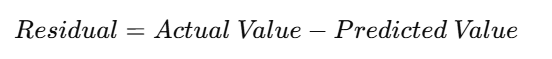 Residual = Actual Value − Predicted Value